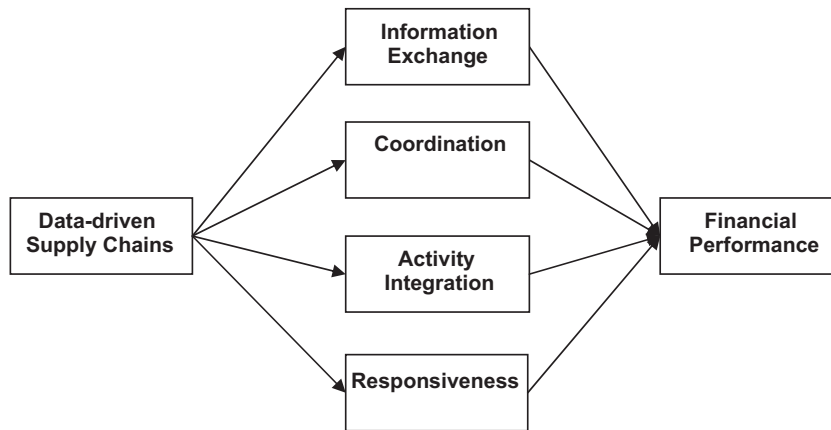 Information
Exchange
Coordination
Data-driven
Supply Chains
Financial
Performance
Activity
Integration
Responsiveness